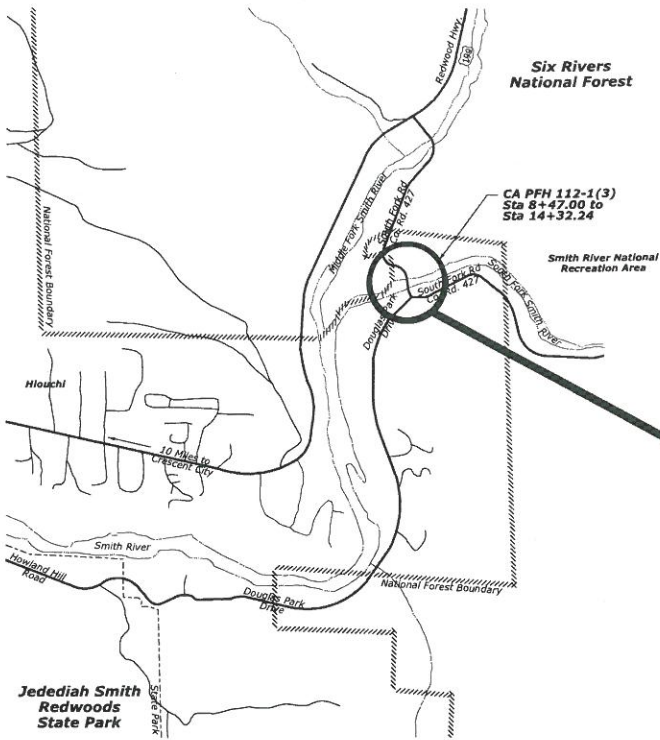 Redwood Hwy.
199
Six Rivers
National Forest
CA PFH 112-1(3)
Sta 8+47.00 to
Sta 14+32.24
Middle Fork Smith River
South Fork Rd
Co. Rd. 427
National Forest Boundary
Smith River National
Recreation Area
South Fork Rd
Co. Rd. 427
South Fork Smith River
Douglas Park
Drive
Hiouchi
10 Miles to
Crescent City
Smith River
Howland Hill
Road
Douglas Park
Drive
National Forest Boundary
Jedediah Smith
Redwoods
State Park
State Park